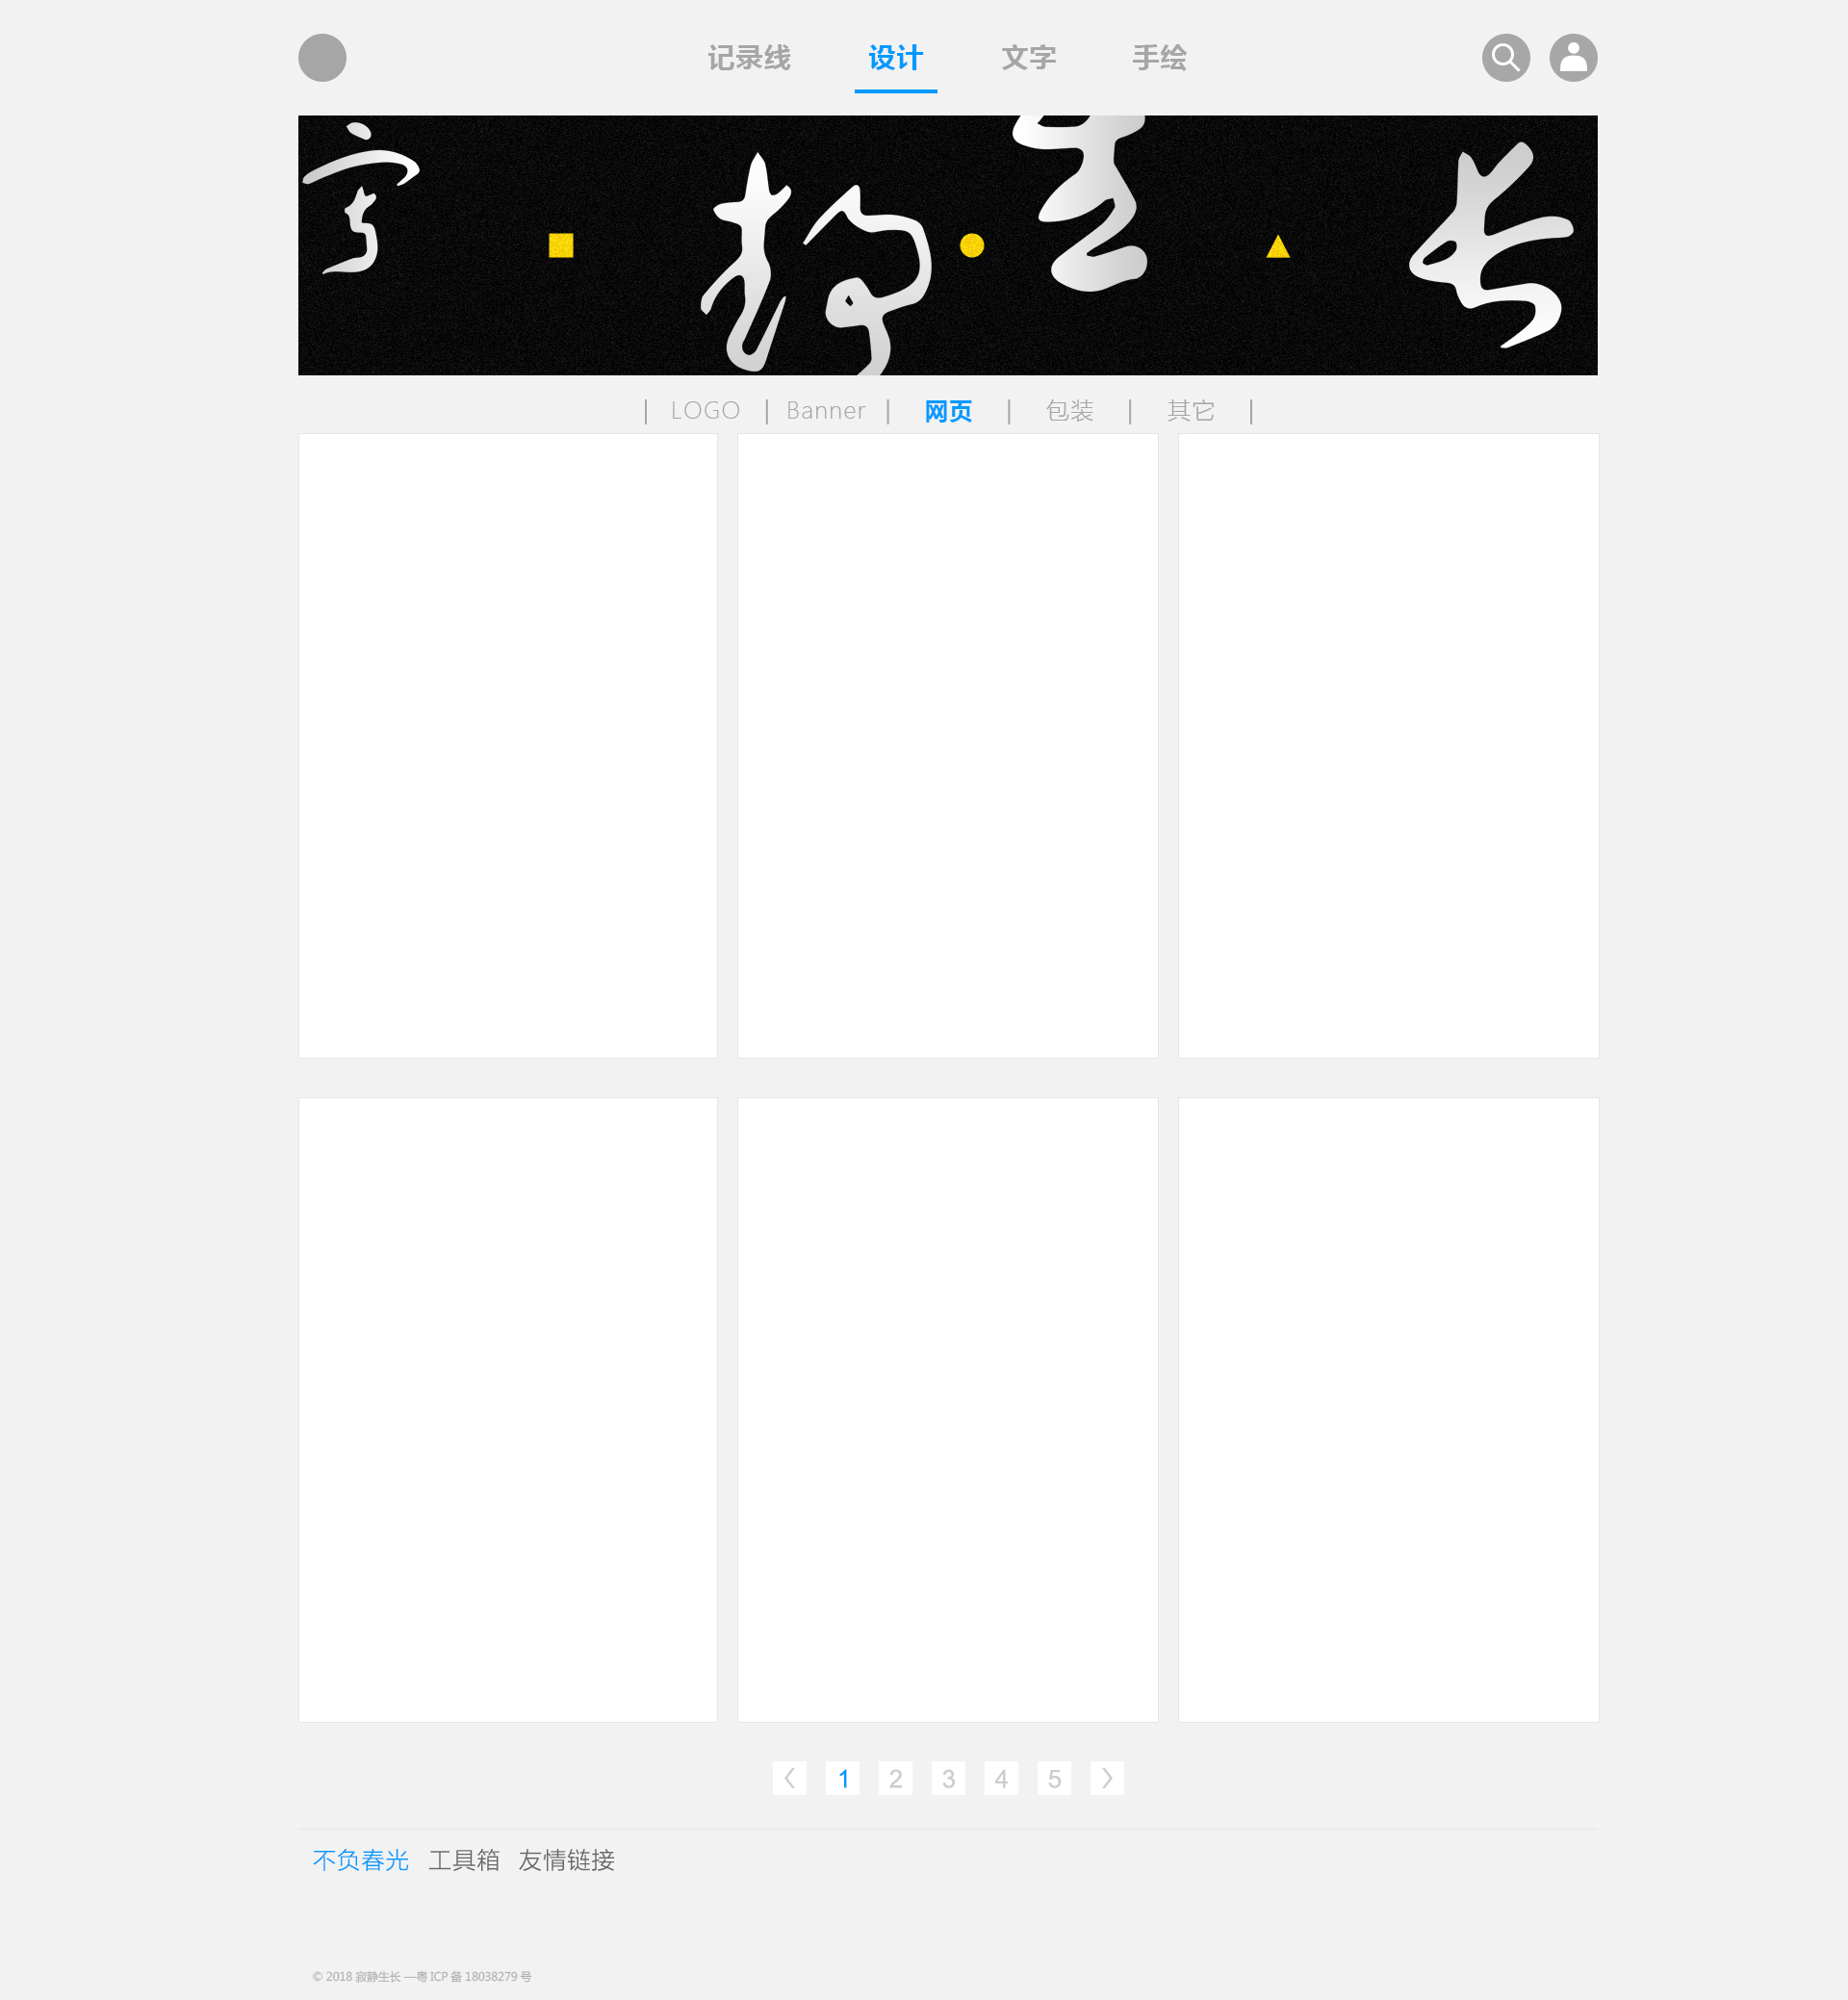 记录线 设计 文字 手绘
寂静生长
| LOGO | Banner | 网页 | 包装 | 其它 |
1 2 3 4 5
不负春光 工具箱 友情链接
© 2018 寂静生长 —粤 ICP 备 18038279 号